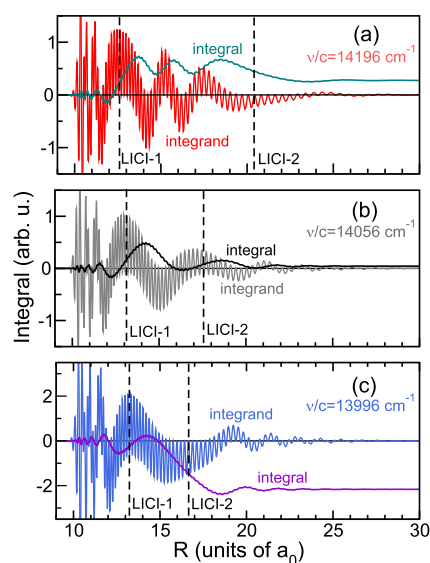 1
0
-1
integral
(a)
ν/c=14196 cm-1
integrand
LICI-1
LICI-2
Integral (arb. u.)
1
0
-1
(b)
ν/c=14056 cm-1
integral
integrand
LICI-1
LICI-2
2
0
-2
(c)
ν/c=13996 cm-1
integrand
integral
LICI-1
LICI-2
10
15
20
25
30
R (units of a0)